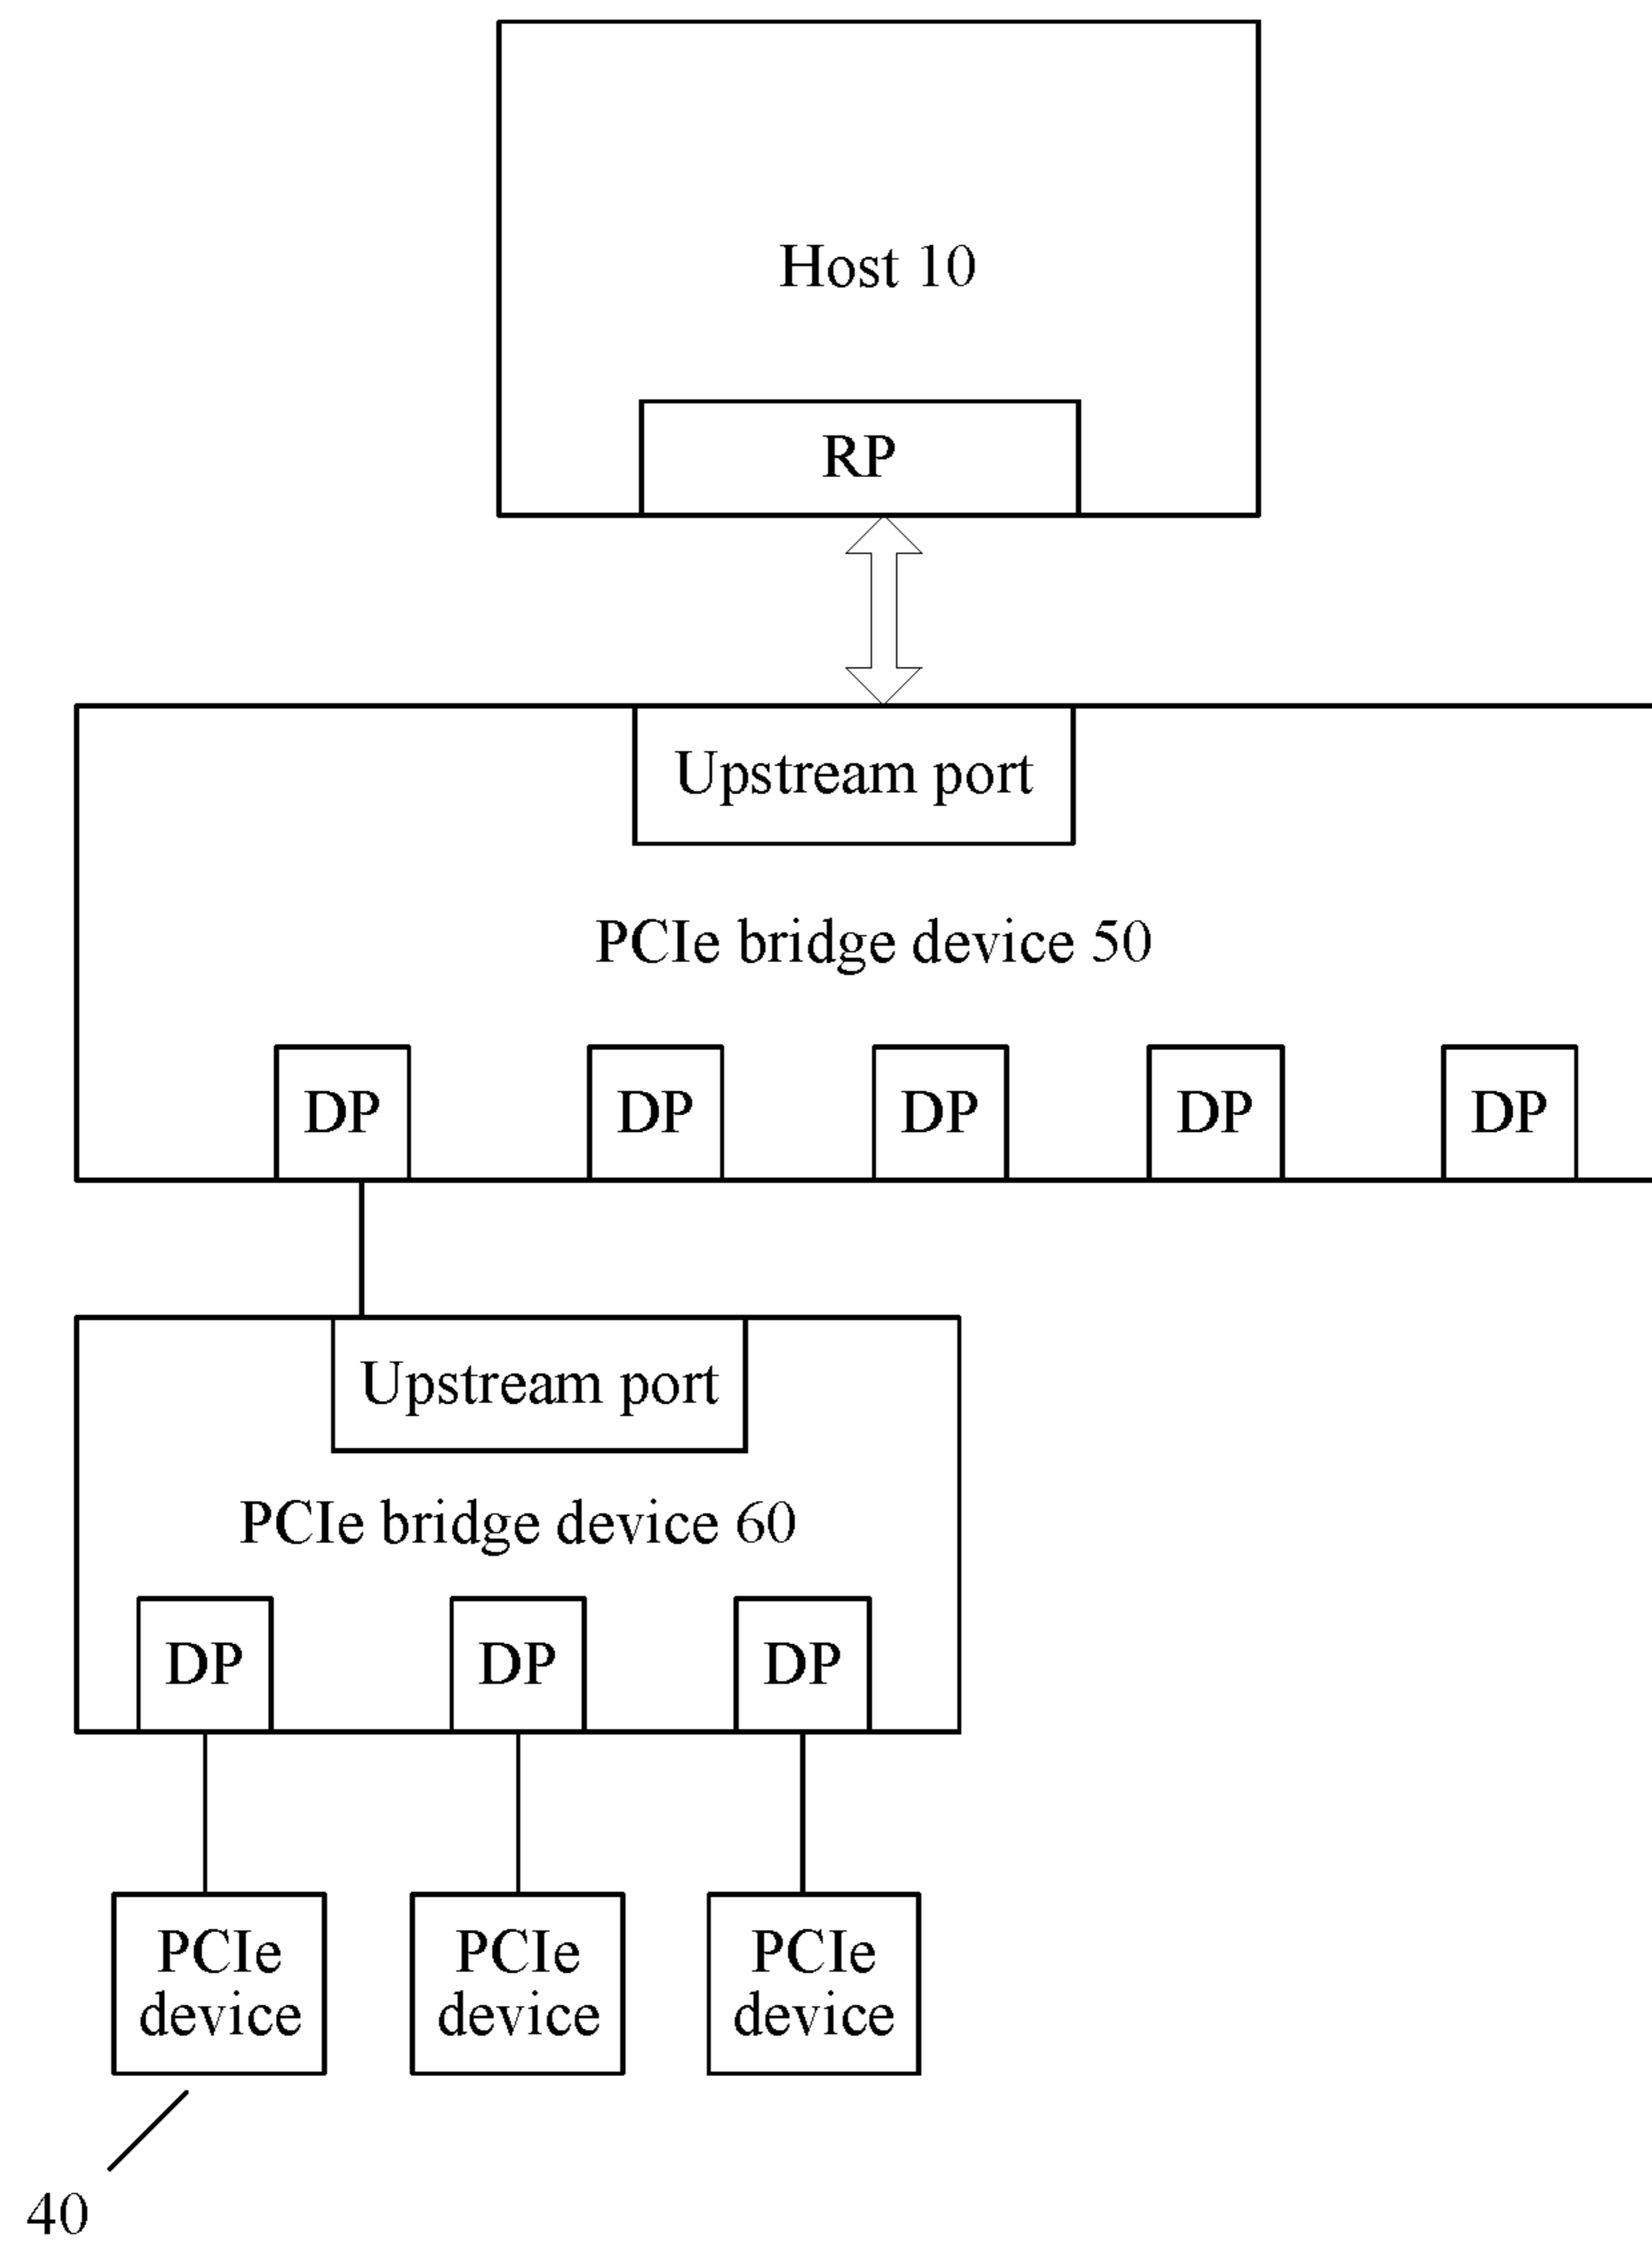 Host 10
RP
Upstream port
PCIe bridge device 50
DP DP DP DP DP
Upstream port
PCIe bridge device 60
DP DP DP
PCIe PCIe PCIe
device device device
40